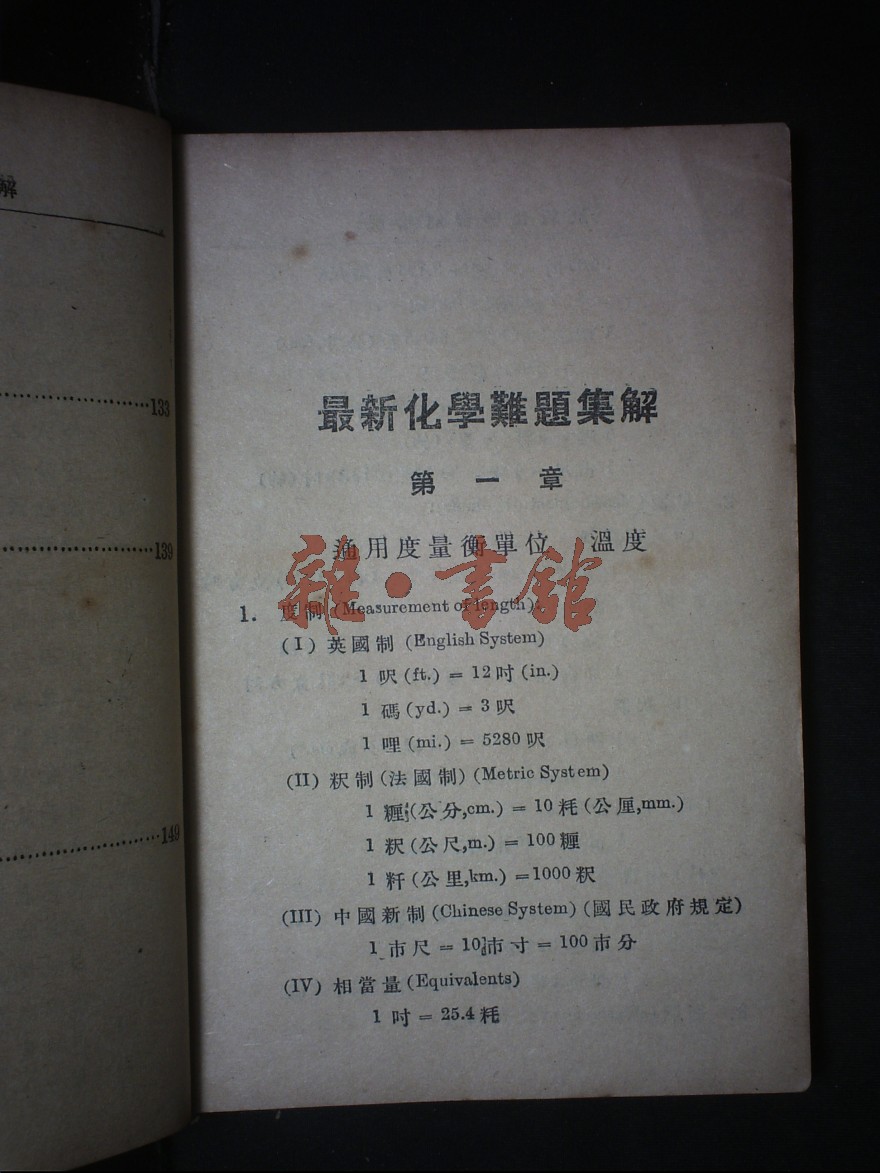 解
133
139
149
最新化學難題集解
第一章
通用度量衡單位 溫度
雜·書館
1. 度制 (Measurement of length):
(I) 英國制 (English System)
1 呎 (ft.) = 12 吋 (in.)
1 碼 (yd.) = 3 呎
1 哩 (mi.) = 5280 呎
(II) 粎制 (法國制) (Metric System)
1 糎 (公分,cm.) = 10 粍 (公厘,mm.)
1 粎 (公尺,m.) = 100 糎
1 粁 (公里,km.) = 1000 粎
(III) 中國新制 (Chinese System) (國民政府規定)
1 市尺 = 10 市寸 = 100 市分
(IV) 相當量 (Equivalents)
1 吋 = 25.4 粍